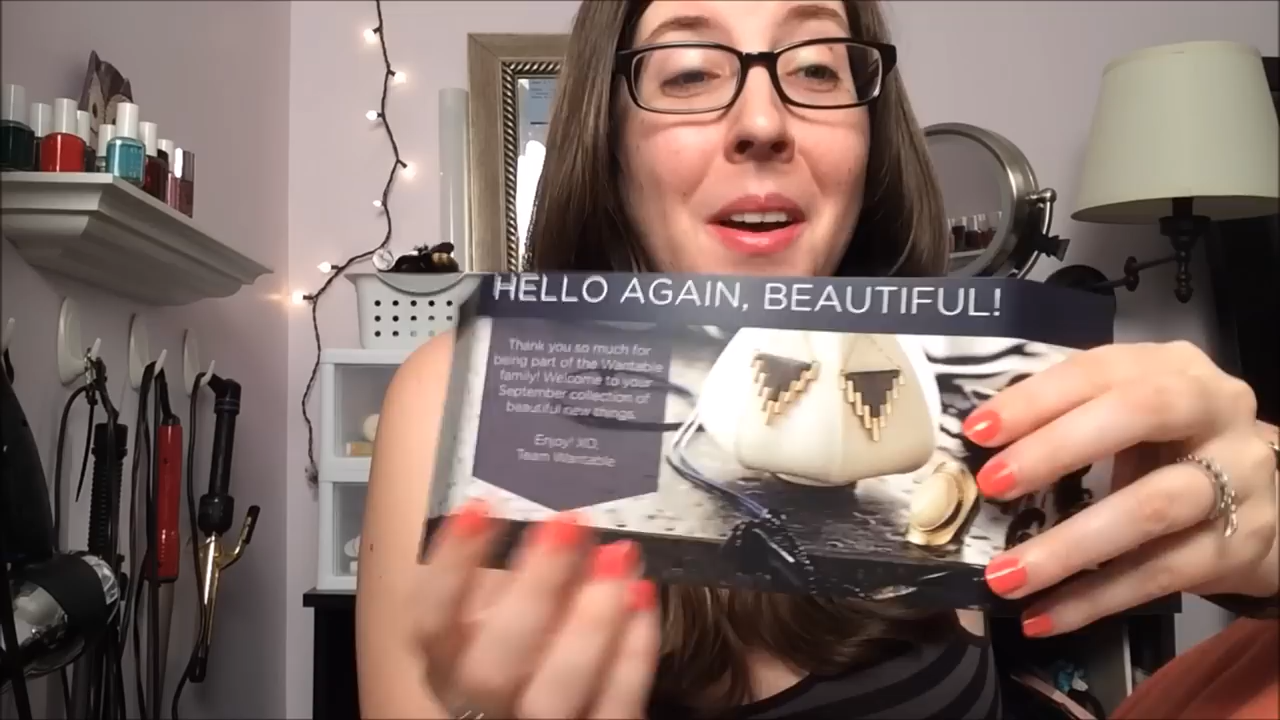 HELLO AGAIN, BEAUTIFUL!
Thank you so much for
being part of the Wantable
family! Welcome to your
September collection of
beautiful new things.
Enjoy! XO,
Team Wantable